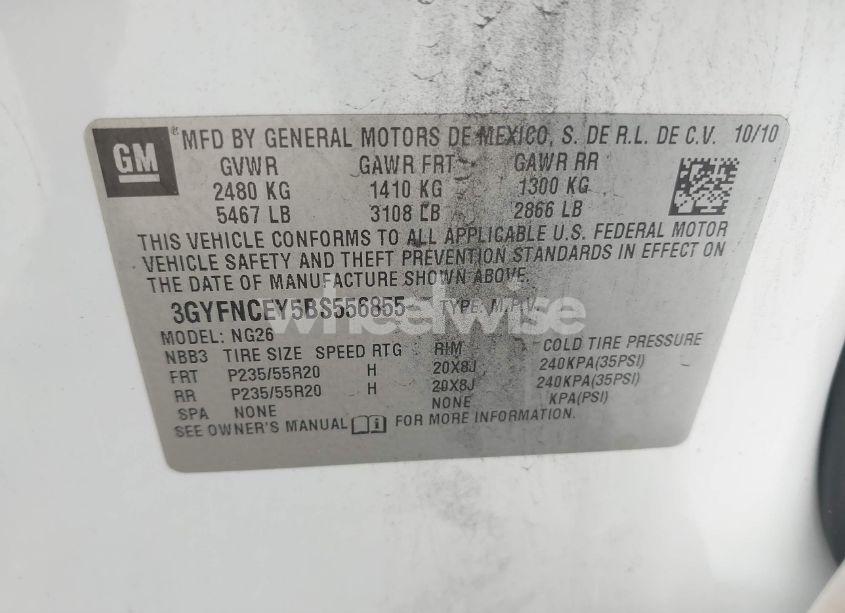 GM
® MFD BY GENERAL MOTORS DE MEXICO, S. DE R.L. DE C.V. 10/10
GVWR GAWR FRT GAWR RR
2480 KG 1410 KG 1300 KG
5467 LB 3108 LB 2866 LB
THIS VEHICLE CONFORMS TO ALL APPLICABLE U.S. FEDERAL MOTOR
VEHICLE SAFETY AND THEFT PREVENTION STANDARDS IN EFFECT ON
THE DATE OF MANUFACTURE SHOWN ABOVE.
3GYFNCEY5BS556855 TYPE: M.P.V.
wheelwise
MODEL: NG26
NBB3 TIRE SIZE SPEED RTG RIM COLD TIRE PRESSURE
FRT P235/55R20 H 20X8J 240KPA(35PSI)
RR P235/55R20 H 20X8J 240KPA(35PSI)
SPA NONE NONE KPA(PSI)
SEE OWNER'S MANUAL FOR MORE INFORMATION.